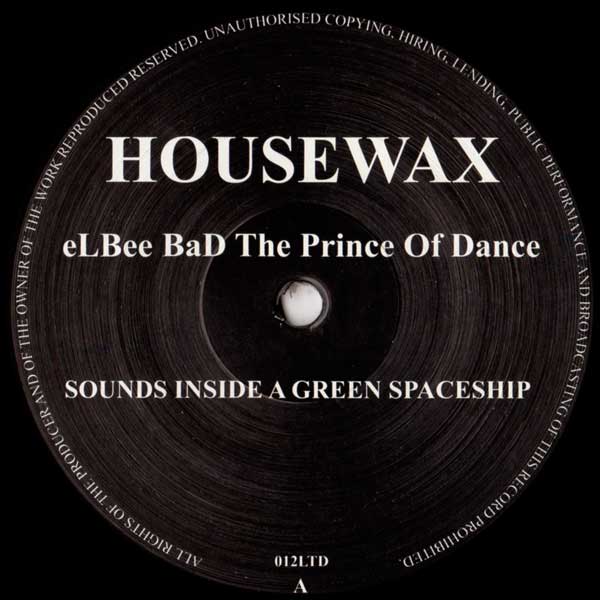 HOUSEWAX
eLBee BaD The Prince Of Dance
SOUNDS INSIDE A GREEN SPACESHIP
012LTD
A
ALL RIGHTS OF THE PRODUCER AND OF THE OWNER OF THE WORK REPRODUCED RESERVED. UNAUTHORISED COPYING, HIRING, LENDING, PUBLIC PERFORMANCE AND BROADCASTING OF THIS RECORD PROHIBITED.